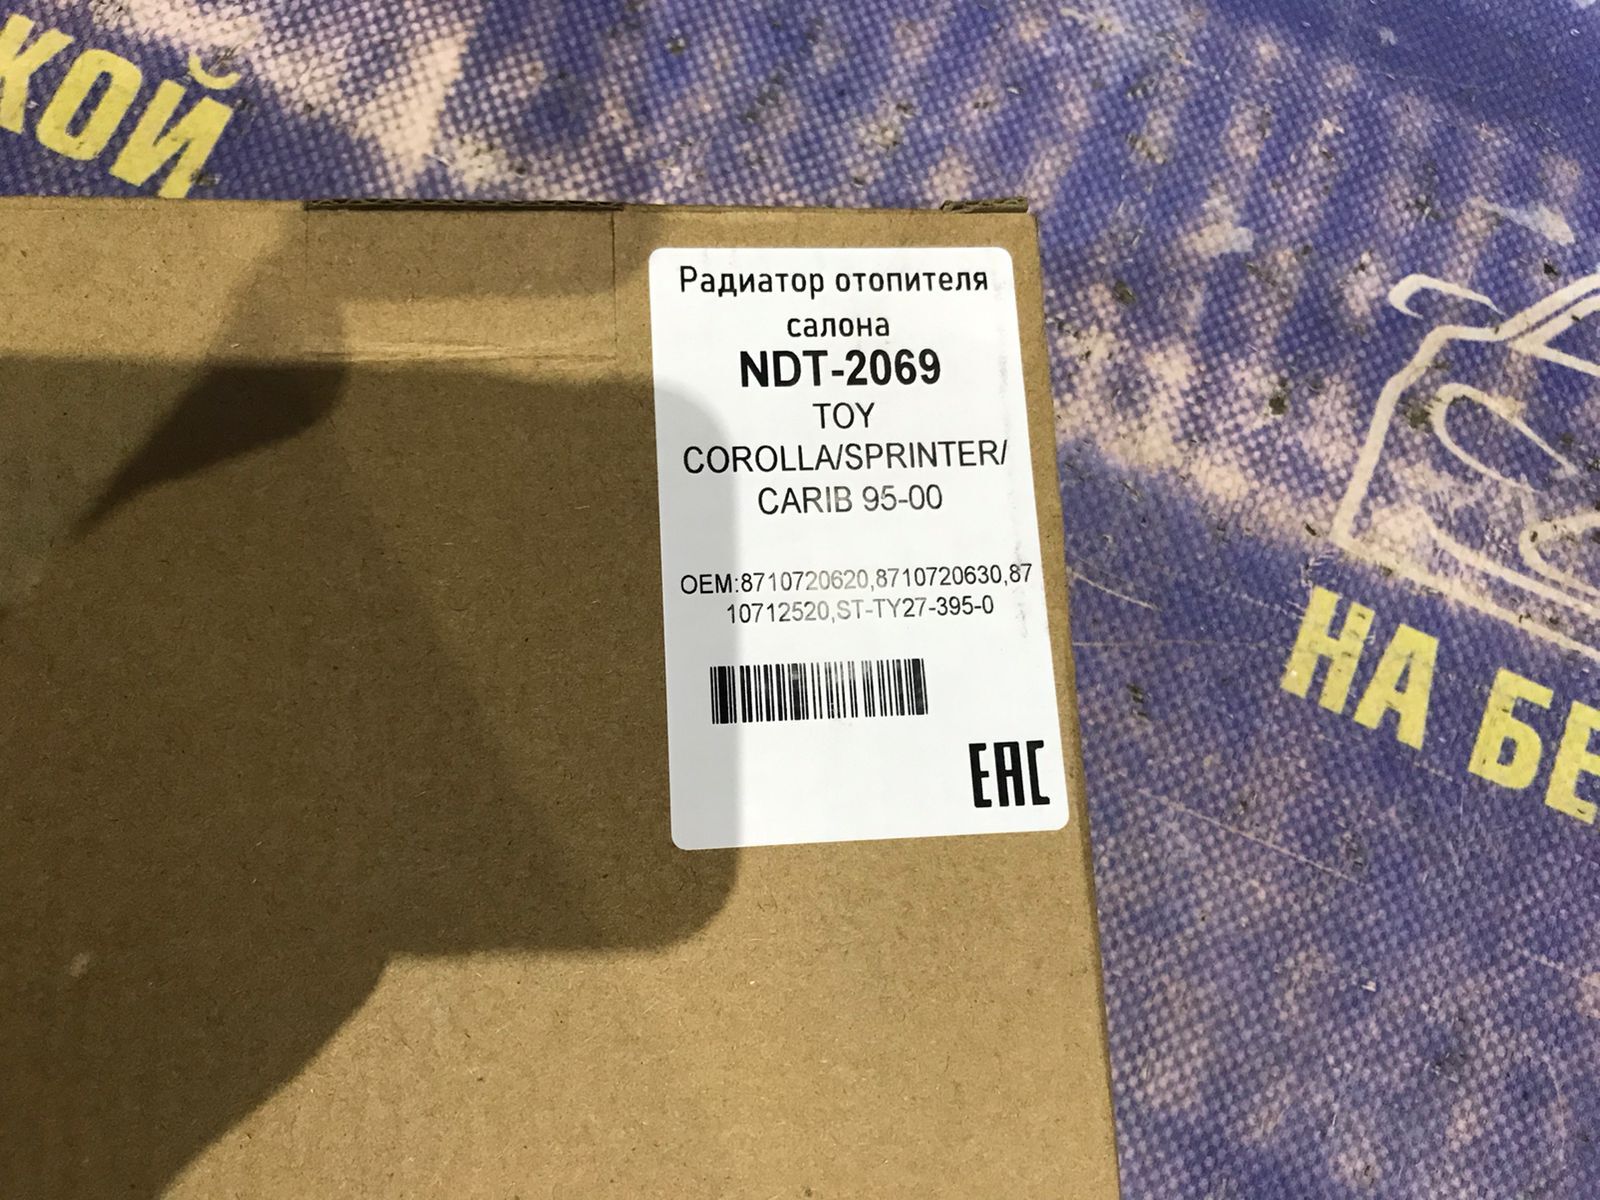 КОЙ
Радиатор отопителя
салона
NDT-2069
TOY
COROLLA/SPRINTER/
CARIB 95-00
OEM:8710720620,8710720630,87
10712520,ST-TY27-395-0
EAC
НА БЕ